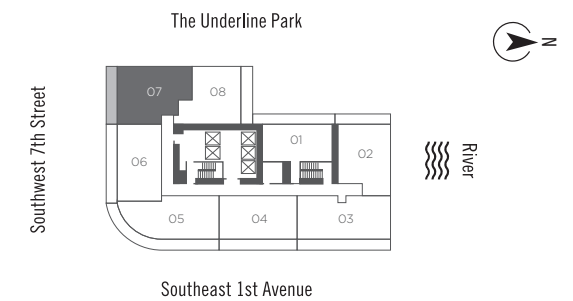 The Underline Park
N
Southwest 7th Street
07
08
01
02
06
River
05
04
03
Southeast 1st Avenue